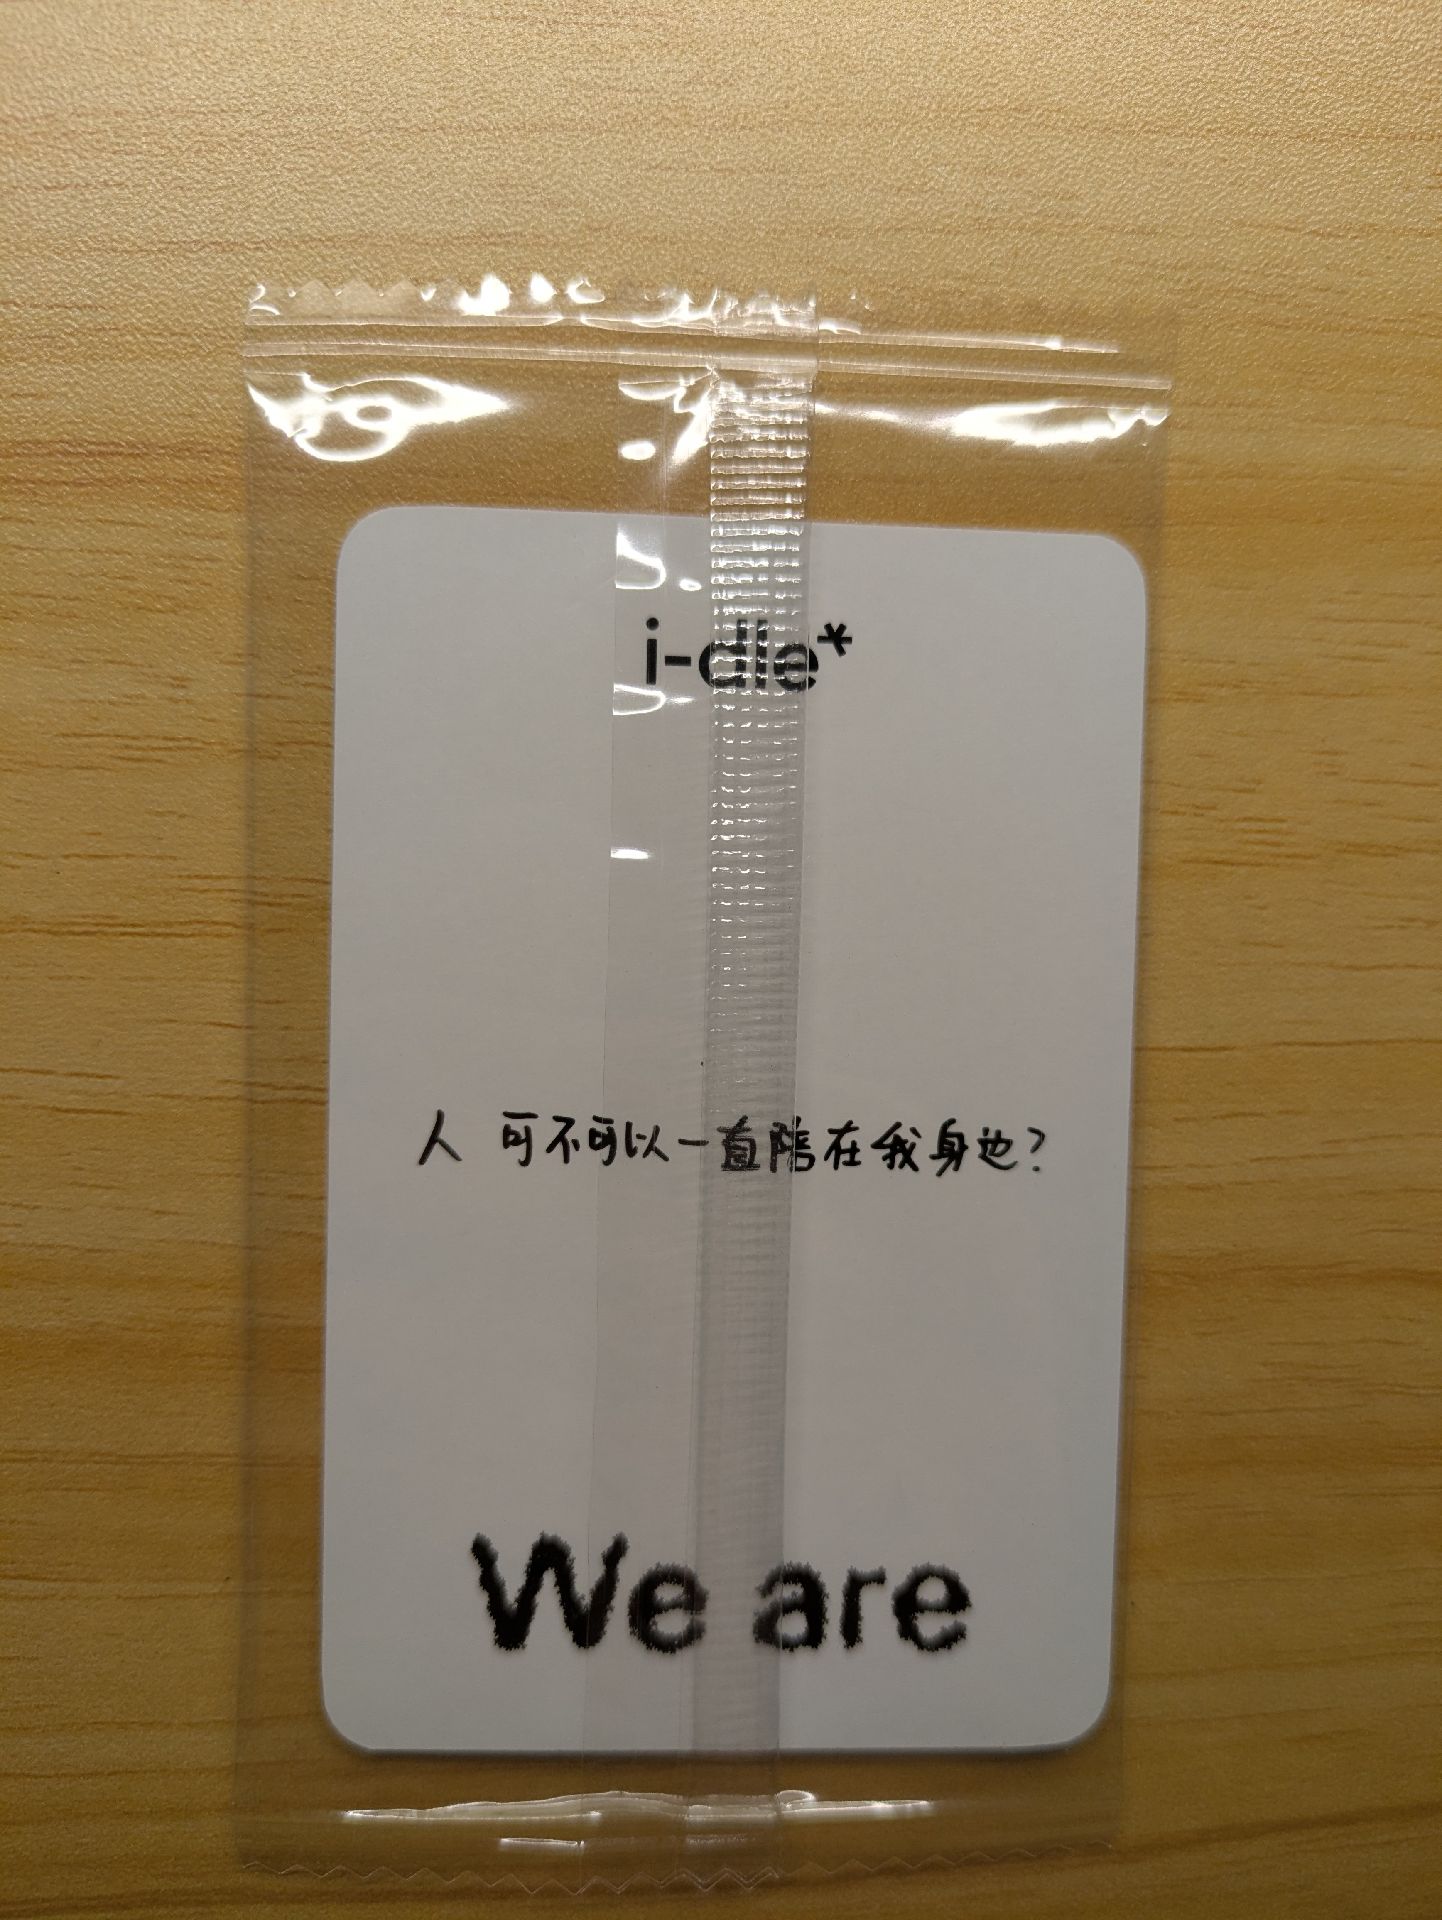 i-dle*
人 可不可以一直陪在我身边?
We are